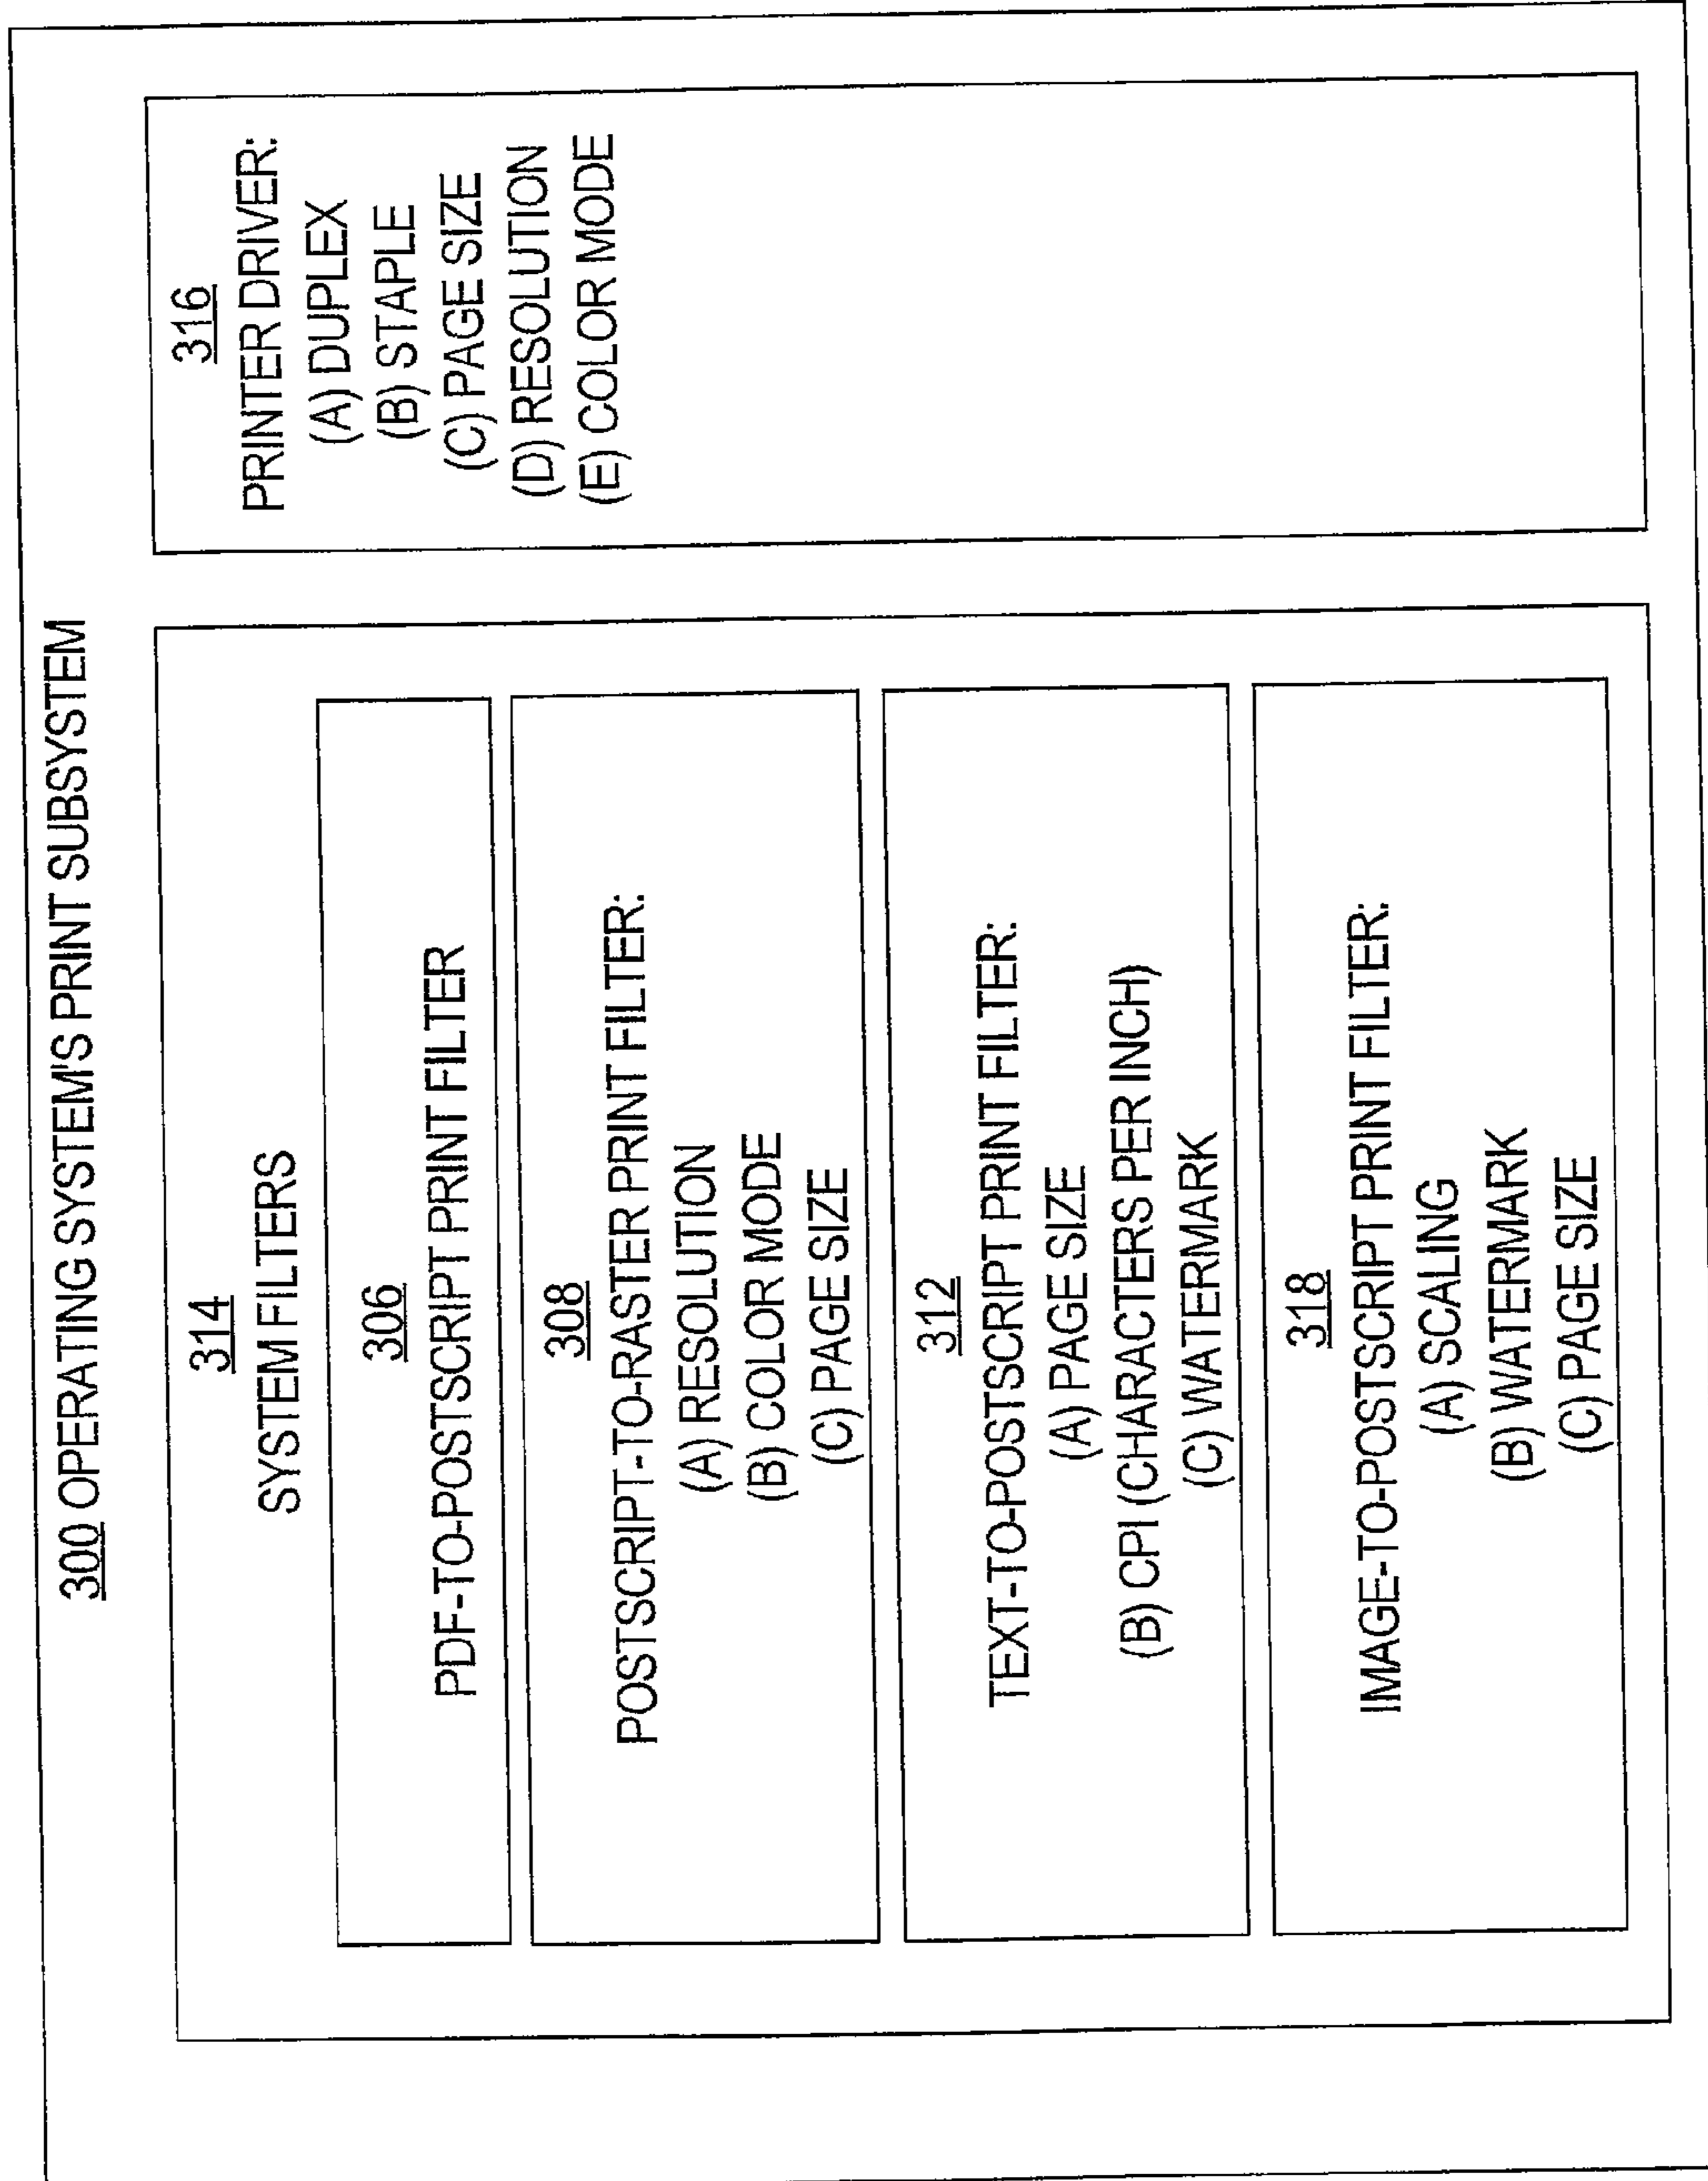 300 OPERATING SYSTEM'S PRINT SUBSYSTEM
314
SYSTEM FILTERS
306
PDF-TO-POSTSCRIPT PRINT FILTER
308
POSTSCRIPT-TO-RASTER PRINT FILTER:
(A) RESOLUTION
(B) COLOR MODE
(C) PAGE SIZE
312
TEXT-TO-POSTSCRIPT PRINT FILTER:
(A) PAGE SIZE
(B) CPI (CHARACTERS PER INCH)
(C) WATERMARK
318
IMAGE-TO-POSTSCRIPT PRINT FILTER:
(A) SCALING
(B) WATERMARK
(C) PAGE SIZE
316
PRINTER DRIVER:
(A) DUPLEX
(B) STAPLE
(C) PAGE SIZE
(D) RESOLUTION
(E) COLOR MODE